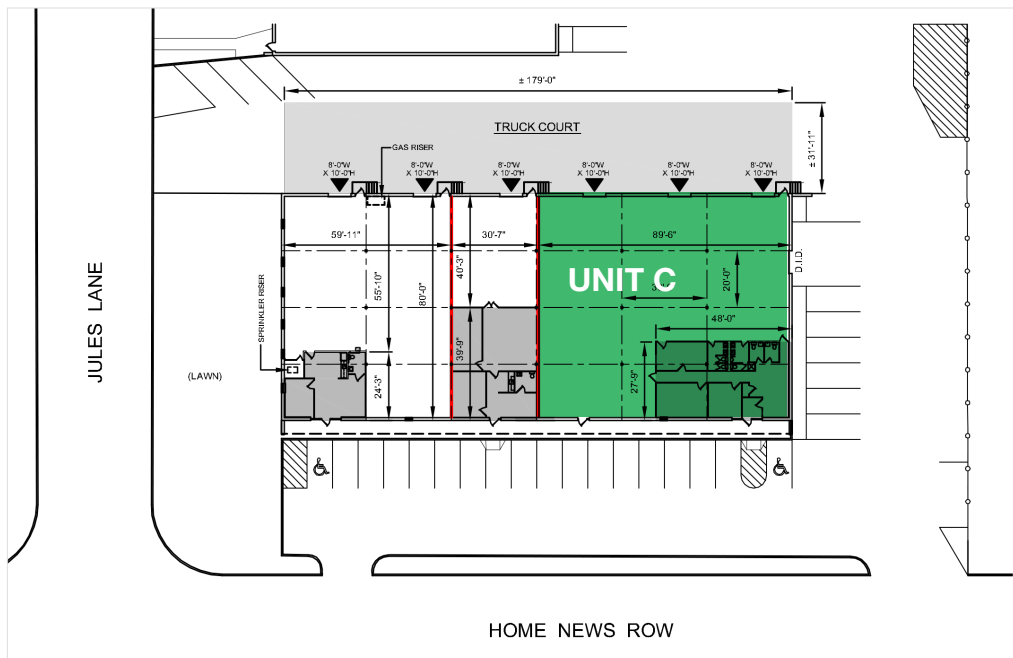 ± 179'-0"
TRUCK COURT
± 31'-11"
GAS RISER
8'-0"W
X 10'-0"H
8'-0"W
X 10'-0"H
8'-0"W
X 10'-0"H
8'-0"W
X 10'-0"H
8'-0"W
X 10'-0"H
8'-0"W
X 10'-0"H
59'-11"
30'-7"
89'-6"
55'-10"
80'-0"
40'-3"
20'-0"
D.I.D.
UNIT C
48'-0"
SPRINKLER RISER
JULES LANE
(LAWN)
24'-3"
39'-9"
27'-9"
HOME NEWS ROW